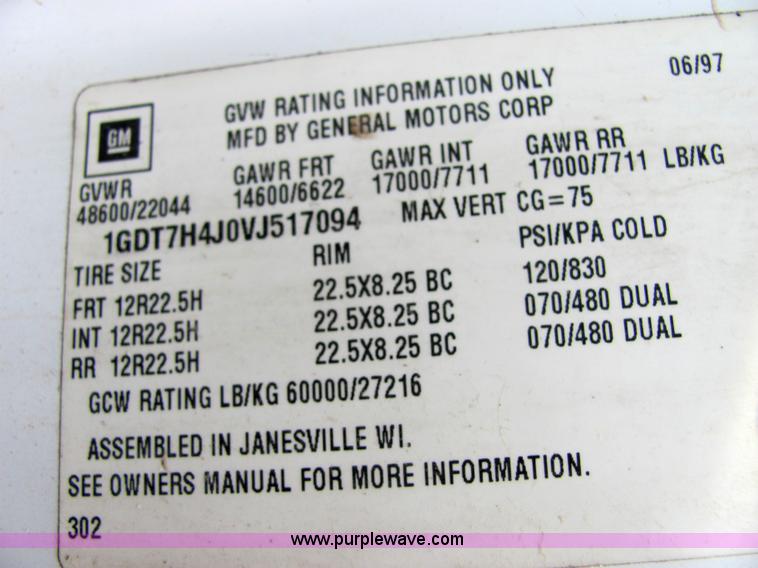 06/97
GVW RATING INFORMATION ONLY
MFD BY GENERAL MOTORS CORP
GM
GVWR GAWR FRT GAWR INT GAWR RR
48600/22044 14600/6622 17000/7711 17000/7711 LB/KG
1GDT7H4J0VJ517094 MAX VERT CG=75
TIRE SIZE RIM PSI/KPA COLD
FRT 12R22.5H 22.5X8.25 BC 120/830
INT 12R22.5H 22.5X8.25 BC 070/480 DUAL
RR 12R22.5H 22.5X8.25 BC 070/480 DUAL
GCW RATING LB/KG 60000/27216
ASSEMBLED IN JANESVILLE WI.
SEE OWNERS MANUAL FOR MORE INFORMATION.
302
www.purplewave.com